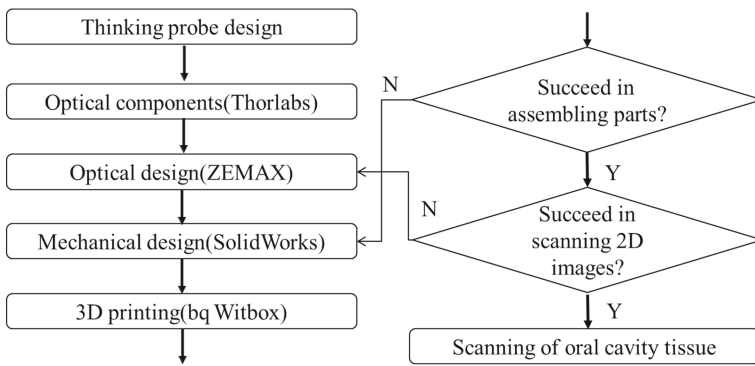 Thinking probe design
Optical components(Thorlabs)
Optical design(ZEMAX)
Mechanical design(SolidWorks)
3D printing(bq Witbox)
N
Succeed in
assembling parts?
Y
N
Succeed in
scanning 2D
images?
Y
Scanning of oral cavity tissue